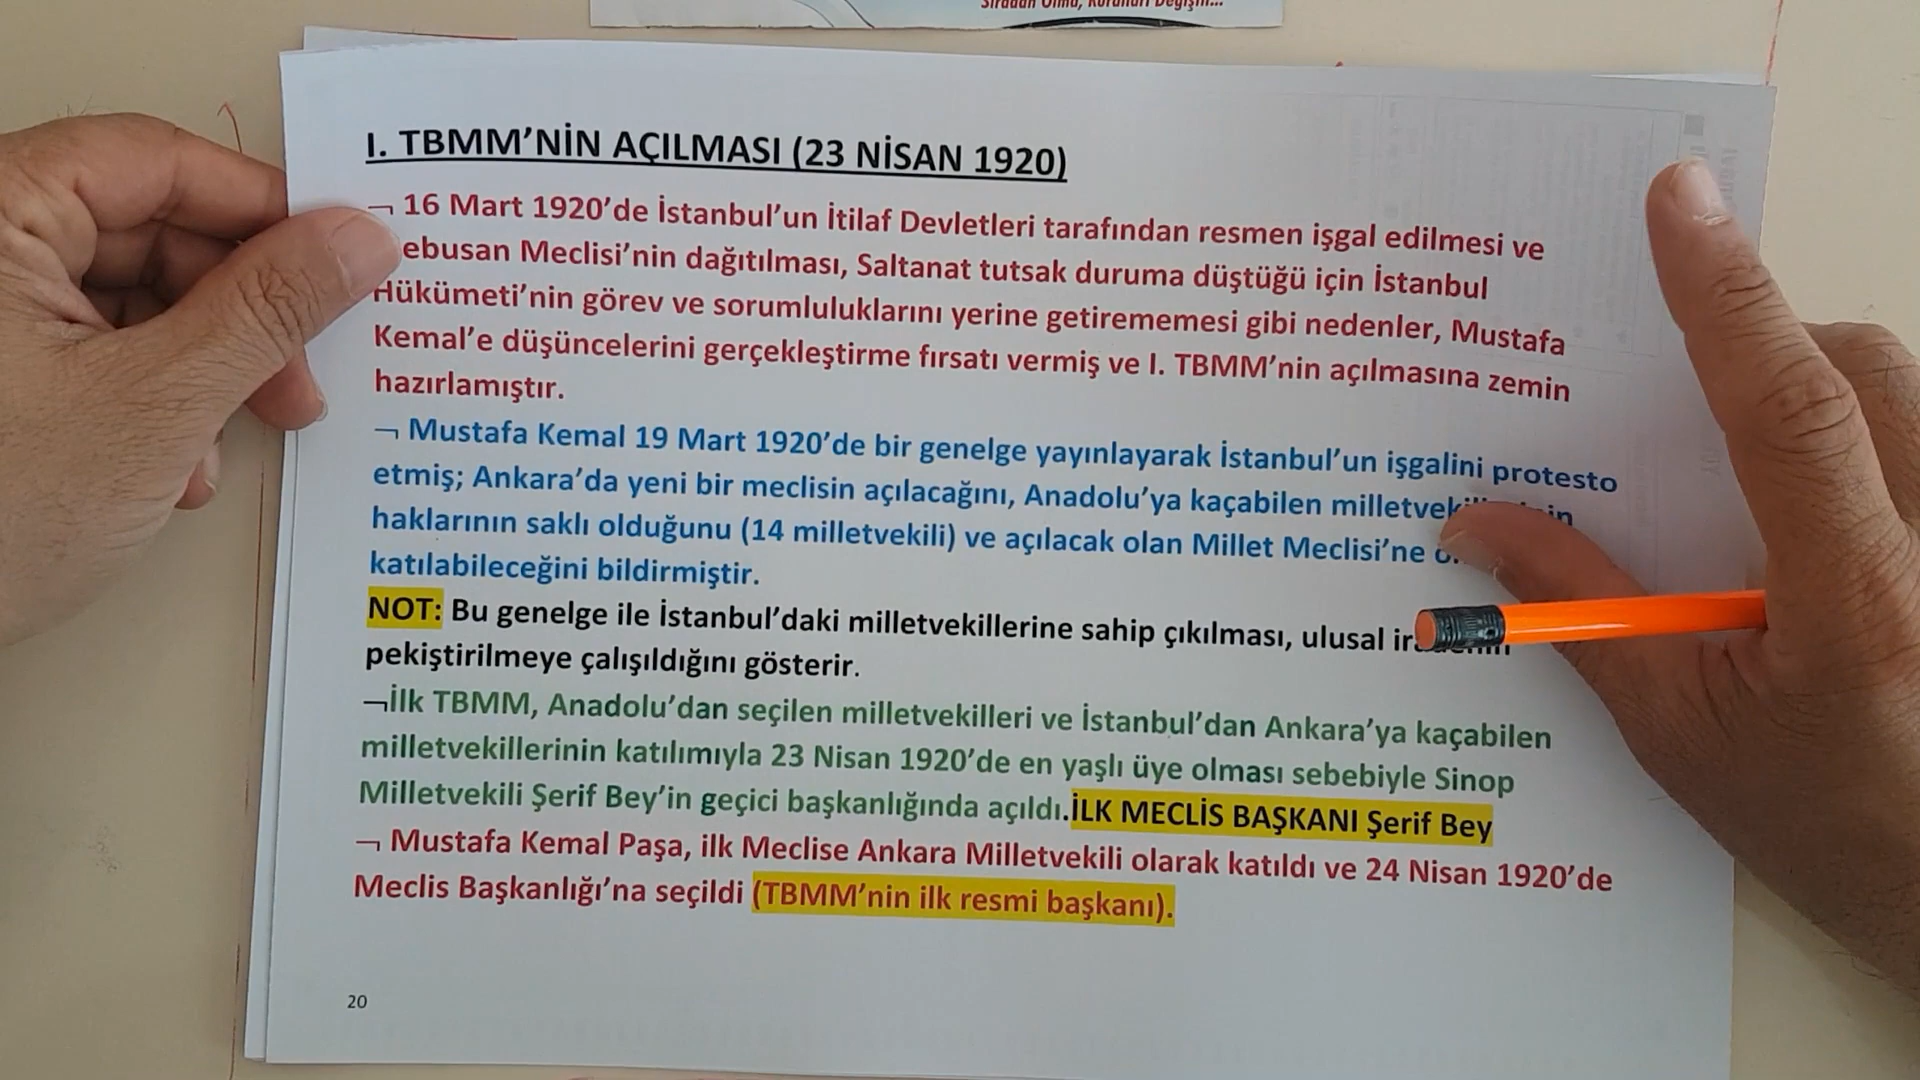 Sıradan Olma, Kuralları Değiştir...
I. TBMM’NİN AÇILMASI (23 NİSAN 1920)
¬ 16 Mart 1920’de İstanbul’un İtilaf Devletleri tarafından resmen işgal edilmesi ve
ebusan Meclisi’nin dağıtılması, Saltanat tutsak duruma düştüğü için İstanbul
Hükümeti’nin görev ve sorumluluklarını yerine getirememesi gibi nedenler, Mustafa
Kemal’e düşüncelerini gerçekleştirme fırsatı vermiş ve I. TBMM’nin açılmasına zemin
hazırlamıştır.
¬ Mustafa Kemal 19 Mart 1920’de bir genelge yayınlayarak İstanbul’un işgalini protesto
etmiş; Ankara’da yeni bir meclisin açılacağını, Anadolu’ya kaçabilen
haklarının saklı olduğunu (14 milletvekili) ve açılacak olan Millet Meclisi’ne
katılabileceğini bildirmiştir.
NOT: Bu genelge ile İstanbul’daki milletvekillerine sahip çıkılması, ulusal
pekiştirilmeye çalışıldığını gösterir.
¬İlk TBMM, Anadolu’dan seçilen milletvekilleri ve İstanbul’dan Ankara’ya kaçabilen
milletvekillerinin katılımıyla 23 Nisan 1920’de en yaşlı üye olması sebebiyle Sinop
Milletvekili Şerif Bey’in geçici başkanlığında açıldı.İLK MECLİS BAŞKANI Şerif Bey
¬ Mustafa Kemal Paşa, ilk Meclise Ankara Milletvekili olarak katıldı ve 24 Nisan 1920’de
Meclis Başkanlığı’na seçildi (TBMM’nin ilk resmi başkanı).
20